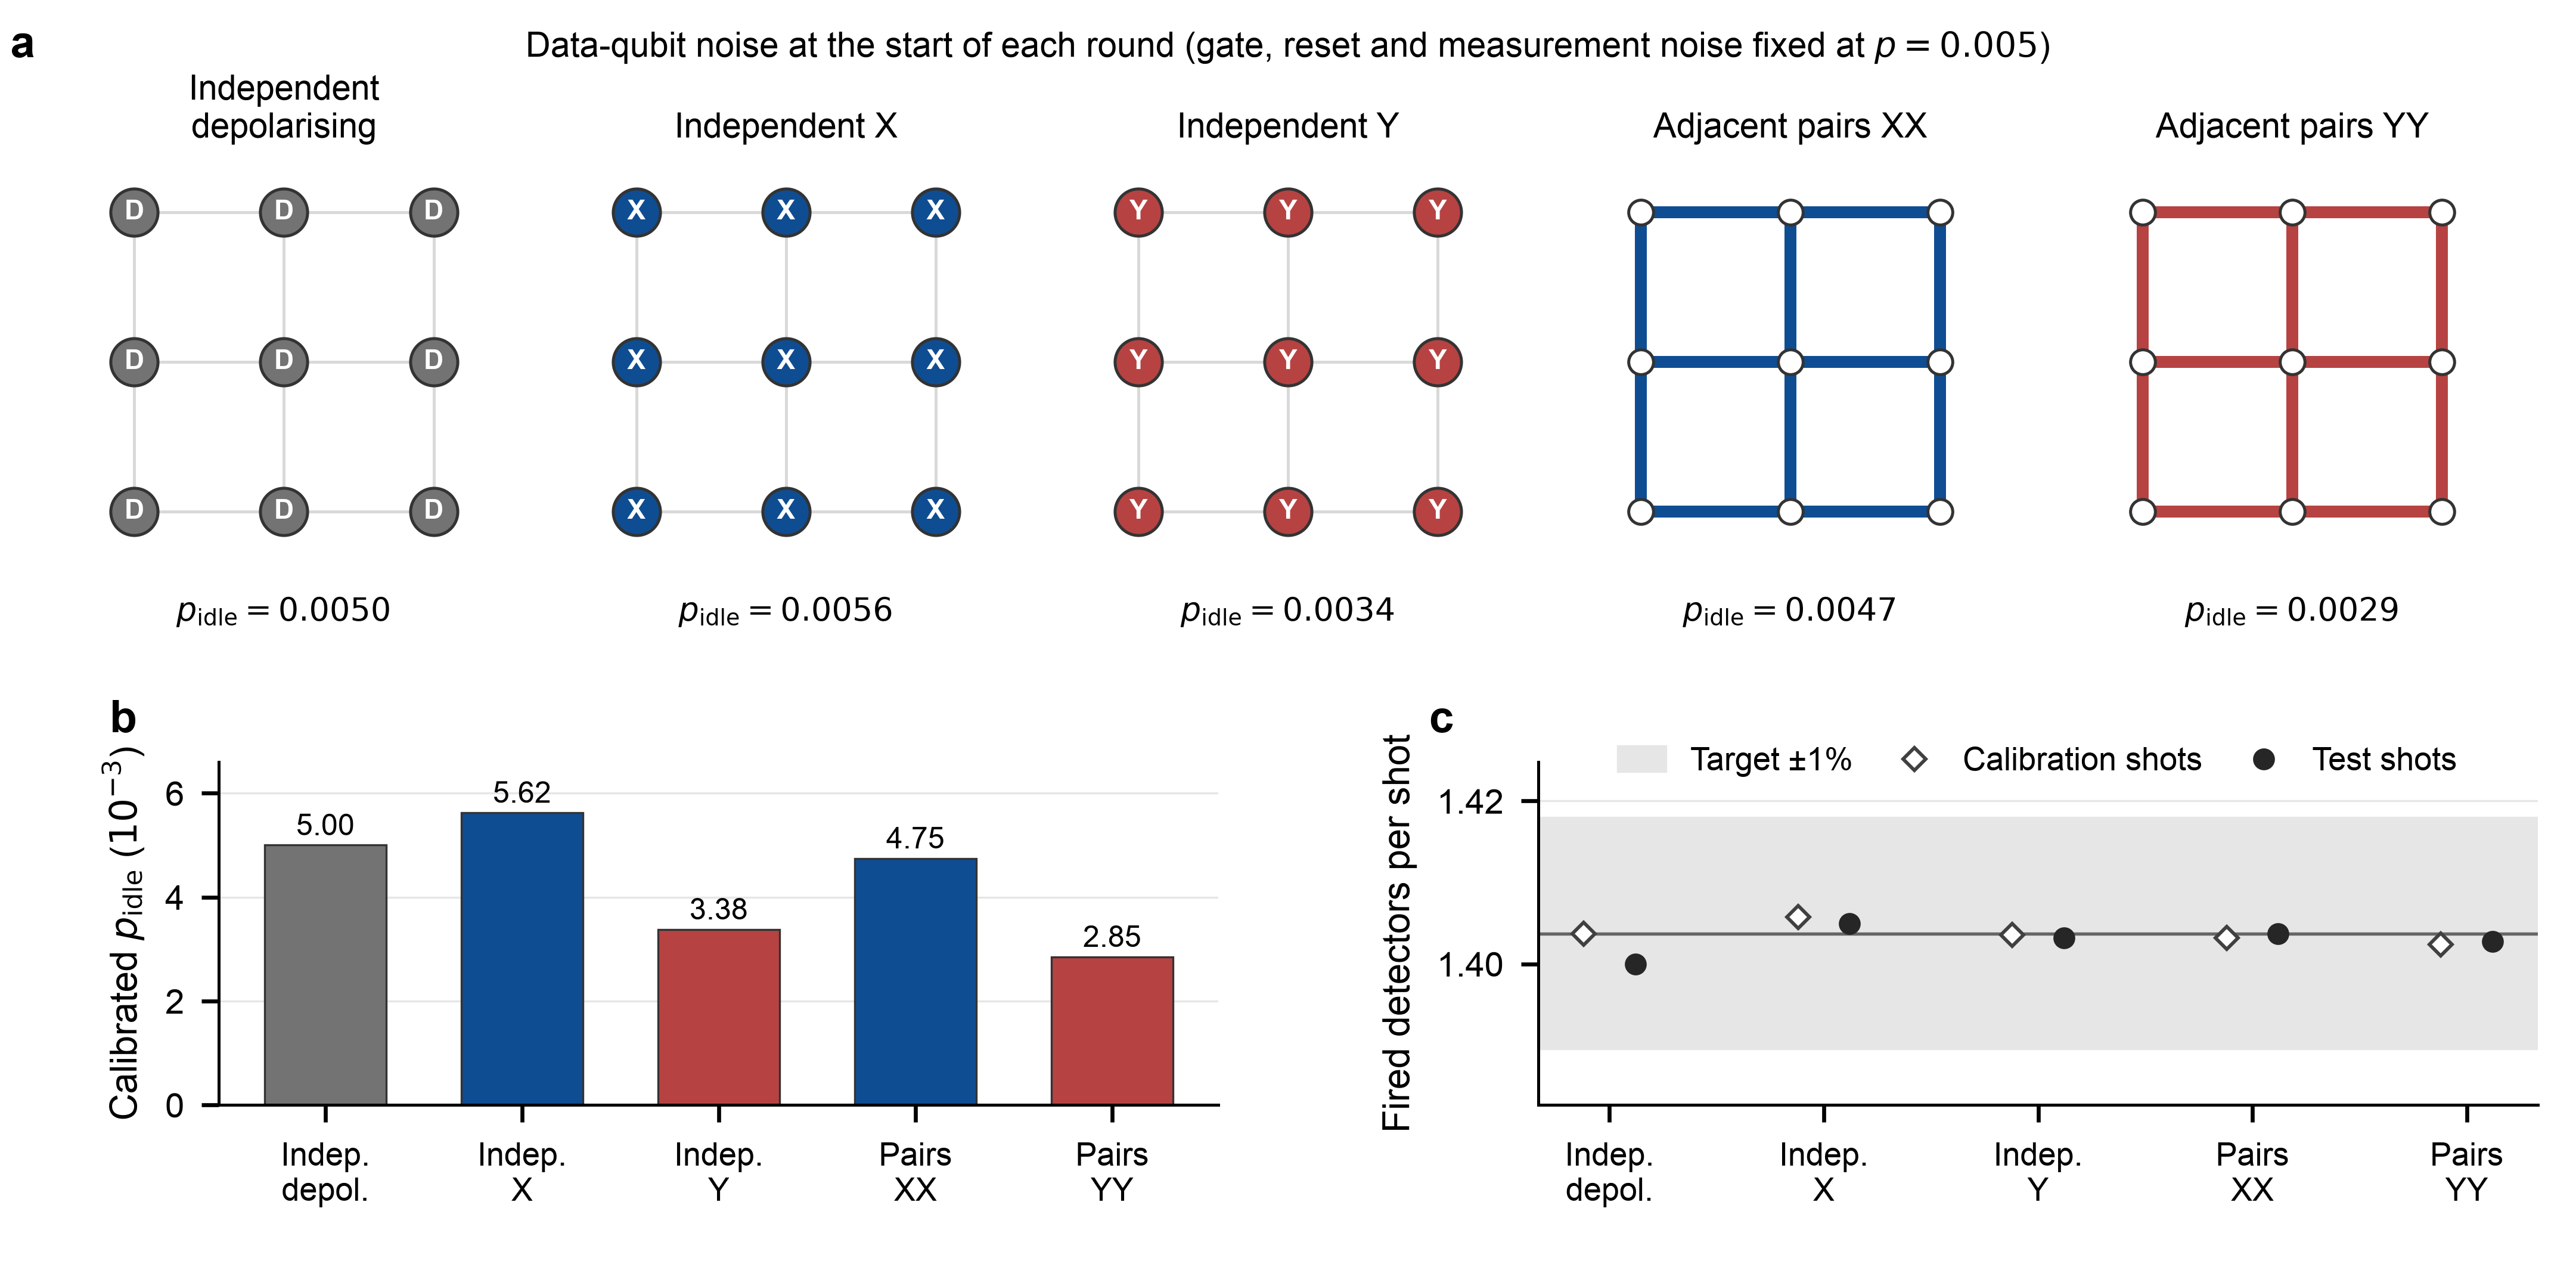 a
Data-qubit noise at the start of each round (gate, reset and measurement noise fixed at p = 0.005)
Independent
depolarising
Independent X
Independent Y
Adjacent pairs XX
Adjacent pairs YY
D D D
X X X
Y Y Y
D D D
X X X
Y Y Y
D D D
X X X
Y Y Y
p_idle = 0.0050
p_idle = 0.0056
p_idle = 0.0034
p_idle = 0.0047
p_idle = 0.0029
b
Calibrated p_idle (10⁻³)
6
4
2
0
5.00
5.62
3.38
4.75
2.85
Indep.
depol.
Indep.
X
Indep.
Y
Pairs
XX
Pairs
YY
c
Fired detectors per shot
Target ±1%
Calibration shots
Test shots
1.42
1.40
Indep.
depol.
Indep.
X
Indep.
Y
Pairs
XX
Pairs
YY